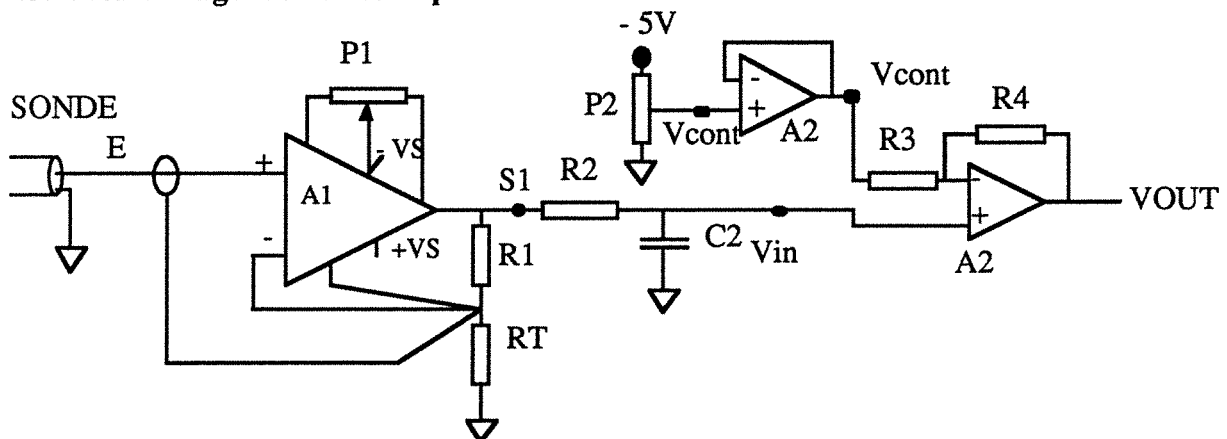 - 5V
P1
SONDE
E
+
A1
- VS
-
+VS
S1
R1
RT
R2
C2
Vin
P2
Vcont
-
+
A2
Vcont
R3
R4
-
+
A2
VOUT